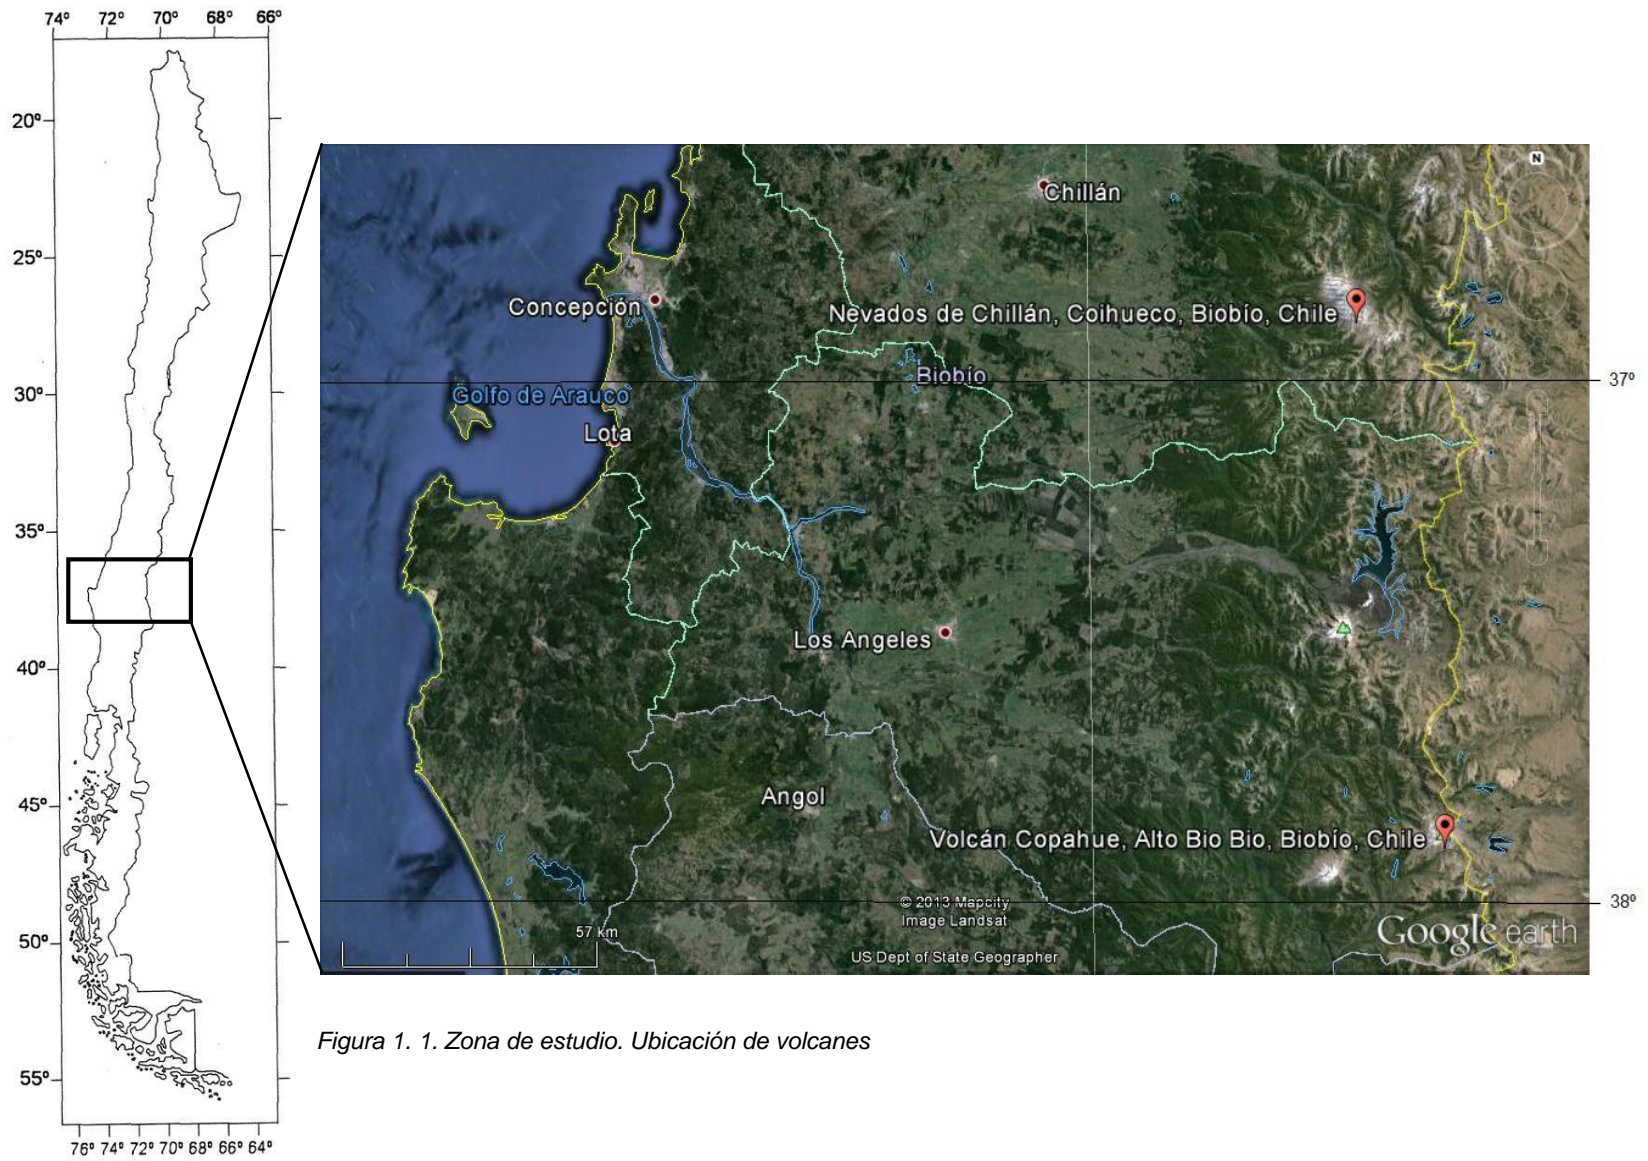 74º 72º 70º 68º 66º
20º
25º
30º
35º
40º
45º
50º
55º
76º 74º 72º 70º 68º 66º 64º
N
Chillán
Concepción
Nevados de Chillán, Coihueco, Biobío, Chile
Biobío
37º
Golfo de Arauco
Lota
Los Angeles
Angol
Volcán Copahue, Alto Bio Bio, Biobío, Chile
38º
© 2013 Mapcity
Image Landsat
57 km
Google earth
US Dept of State Geographer
Figura 1. 1. Zona de estudio. Ubicación de volcanes